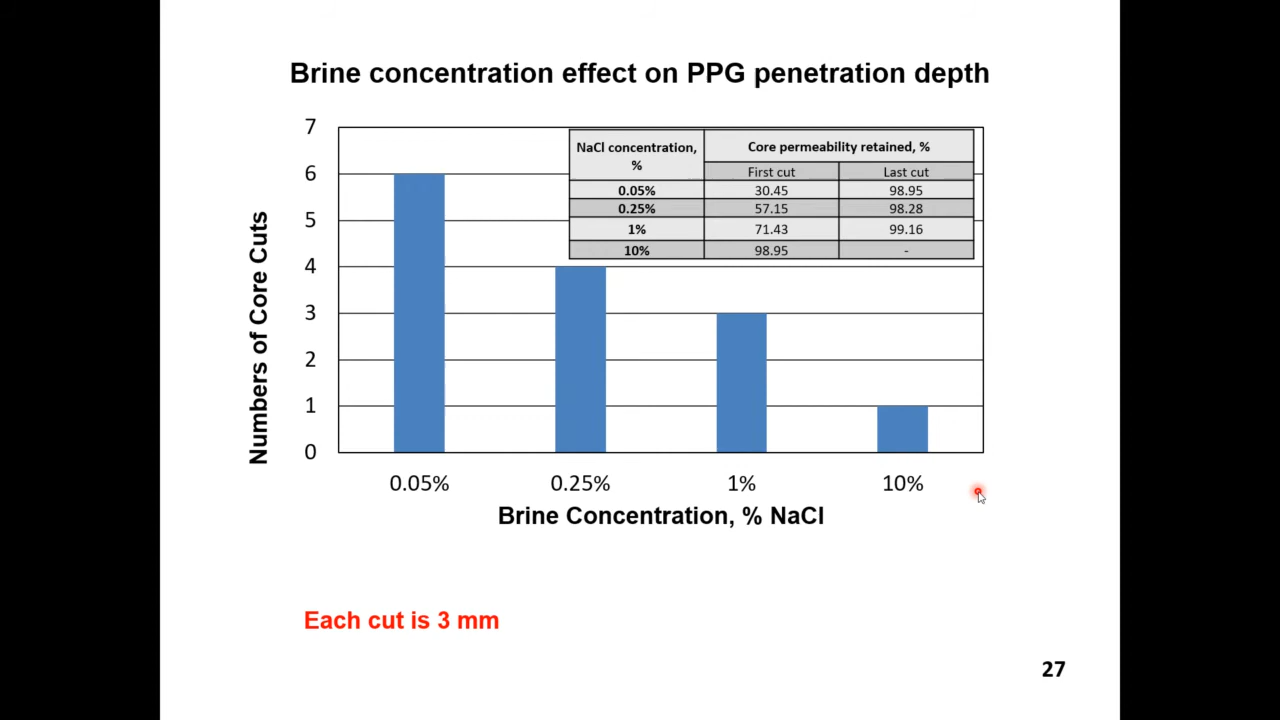 Brine concentration effect on PPG penetration depth
7
6
5
4
3
2
1
0
Numbers of Core Cuts
NaCl concentration, %
Core permeability retained, %
First cut Last cut
0.05% 30.45 98.95
0.25% 57.15 98.28
1% 71.43 99.16
10% 98.95 -
0.05% 0.25% 1% 10%
Brine Concentration, % NaCl
Each cut is 3 mm
27